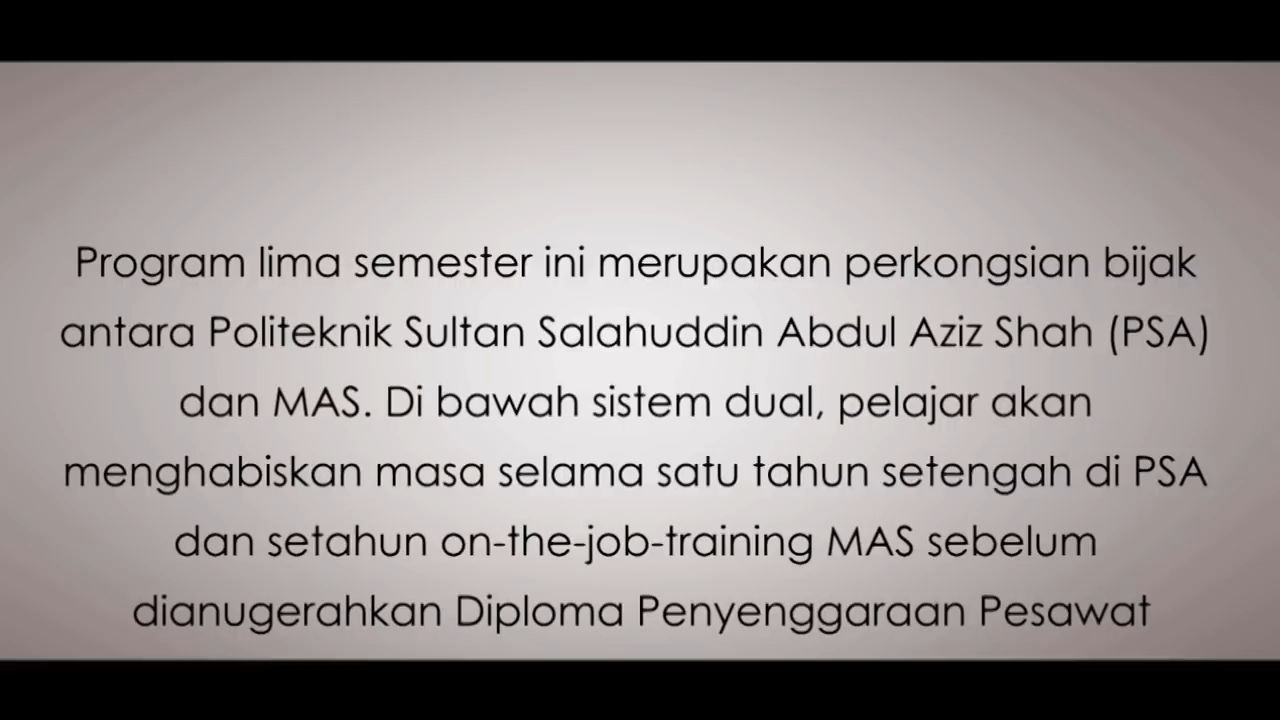 Program lima semester ini merupakan perkongsian bijak
antara Politeknik Sultan Salahuddin Abdul Aziz Shah (PSA)
dan MAS. Di bawah sistem dual, pelajar akan
menghabiskan masa selama satu tahun setengah di PSA
dan setahun on-the-job-training MAS sebelum
dianugerahkan Diploma Penyenggaraan Pesawat